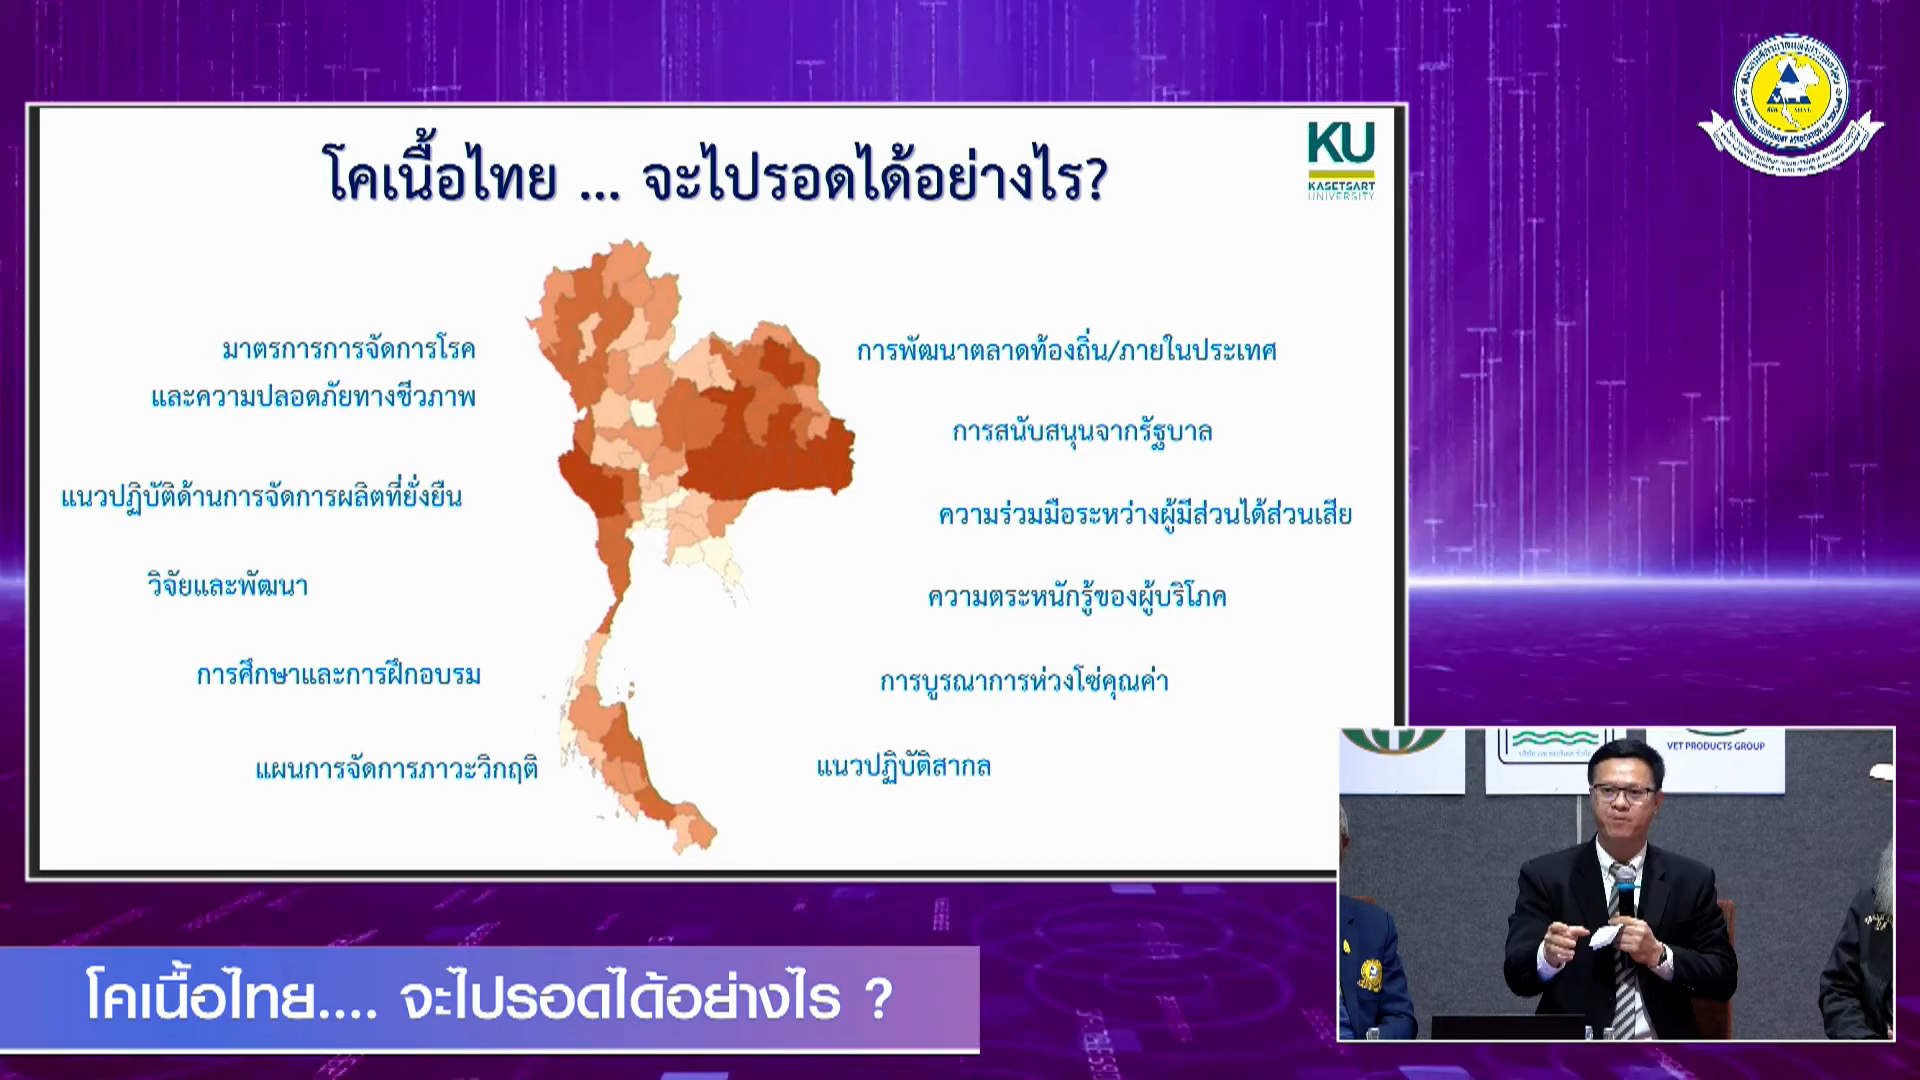 โคเนื้อไทย ... จะไปรอดได้อย่างไร?
KU
KASETSART
UNIVERSITY
มาตรการการจัดการโรค
และความปลอดภัยทางชีวภาพ
แนวปฏิบัติด้านการจัดการผลิตที่ยั่งยืน
วิจัยและพัฒนา
การศึกษาและการฝึกอบรม
แผนการจัดการภาวะวิกฤติ
การพัฒนาตลาดท้องถิ่น/ภายในประเทศ
การสนับสนุนจากรัฐบาล
ความร่วมมือระหว่างผู้มีส่วนได้ส่วนเสีย
ความตระหนักรู้ของผู้บริโภค
การบูรณาการห่วงโซ่คุณค่า
แนวปฏิบัติสากล
VET PRODUCTS GROUP
โคเนื้อไทย.... จะไปรอดได้อย่างไร ?